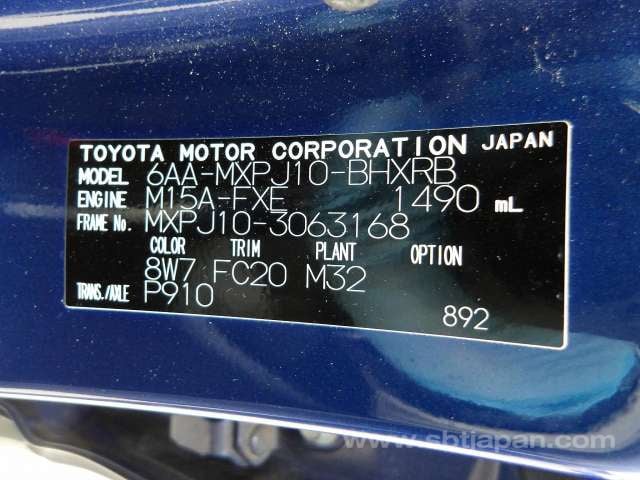 TOYOTA MOTOR CORPORATION JAPAN
MODEL 6AA-MXPJ10-BHXRB
ENGINE M15A-FXE 1490 mL
FRAME No. MXPJ10-3063168
COLOR TRIM PLANT OPTION
8W7 FC20 M32
TRANS./AXLE P910
892
www.sbtjapan.com